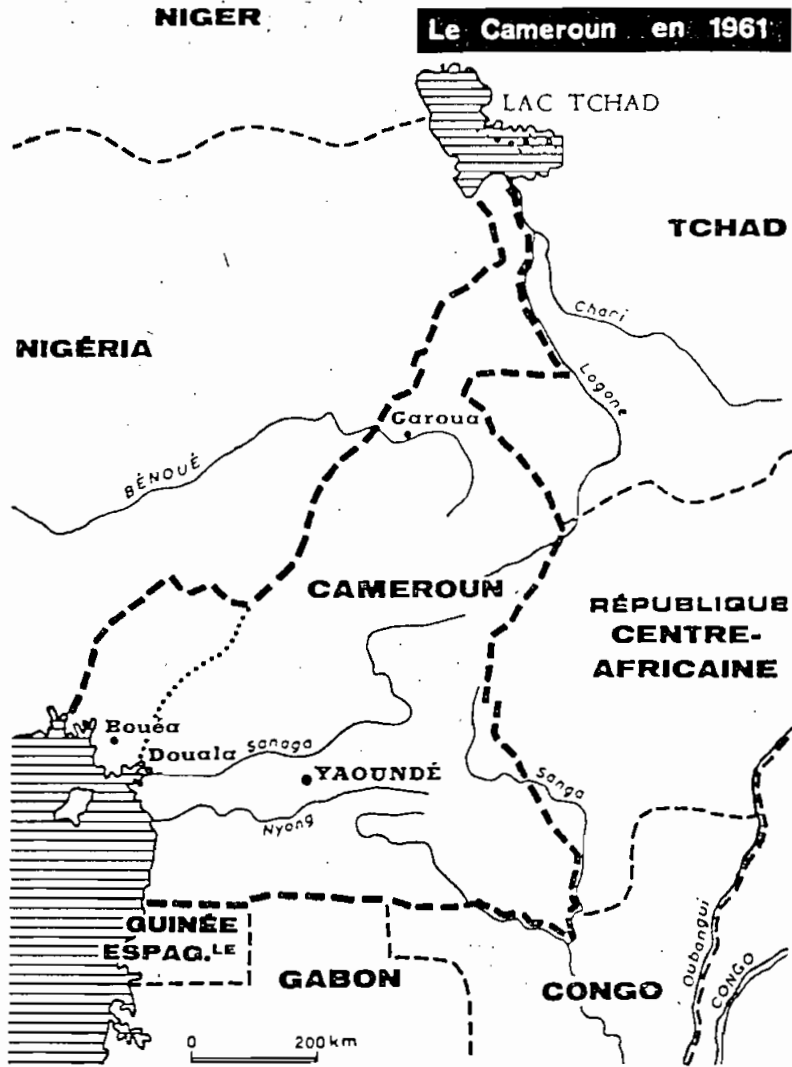 NIGER
Le Cameroun en 1961
LAC TCHAD
TCHAD
Chari
NIGÉRIA
Logone
Garoua
BÉNOUÉ
CAMEROUN
RÉPUBLIQUE
CENTRE-
AFRICAINE
Bouéa
Douala
Sanaga
YAOUNDÉ
Sanga
Nyong
GUINÉE
ESPAG.LE
GABON
CONGO
Oubangui
CONGO
0 200 km